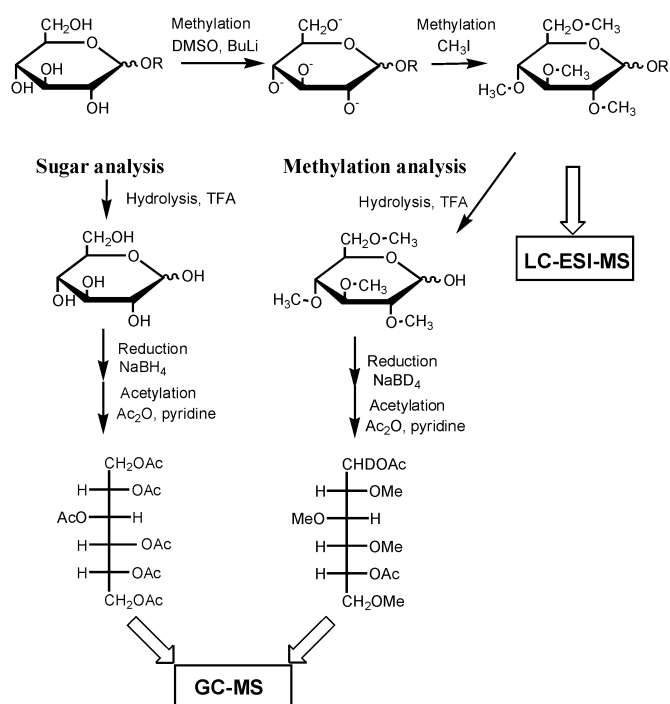 CH₂OH
O
OR
OH
OH
OH
Methylation
DMSO, BuLi
CH₂O⁻
O
OR
O⁻
O⁻
O⁻
Methylation
CH3I
CH₂O-CH₃
O
OR
O-CH₃
H₃C-O
O-CH₃
Sugar analysis
Hydrolysis, TFA
CH₂OH
O
OH
OH
OH
OH
Reduction
NaBH₄
Acetylation
Ac₂O, pyridine
CH₂OAc
H OAc
AcO H
H OAc
H OAc
CH₂OAc
Methylation analysis
Hydrolysis, TFA
CH₂O-CH₃
O
OH
O-CH₃
H₃C-O
O-CH₃
Reduction
NaBD₄
Acetylation
Ac₂O, pyridine
CHDOAc
H OMe
MeO H
H OMe
H OAc
CH₂OMe
LC-ESI-MS
GC-MS